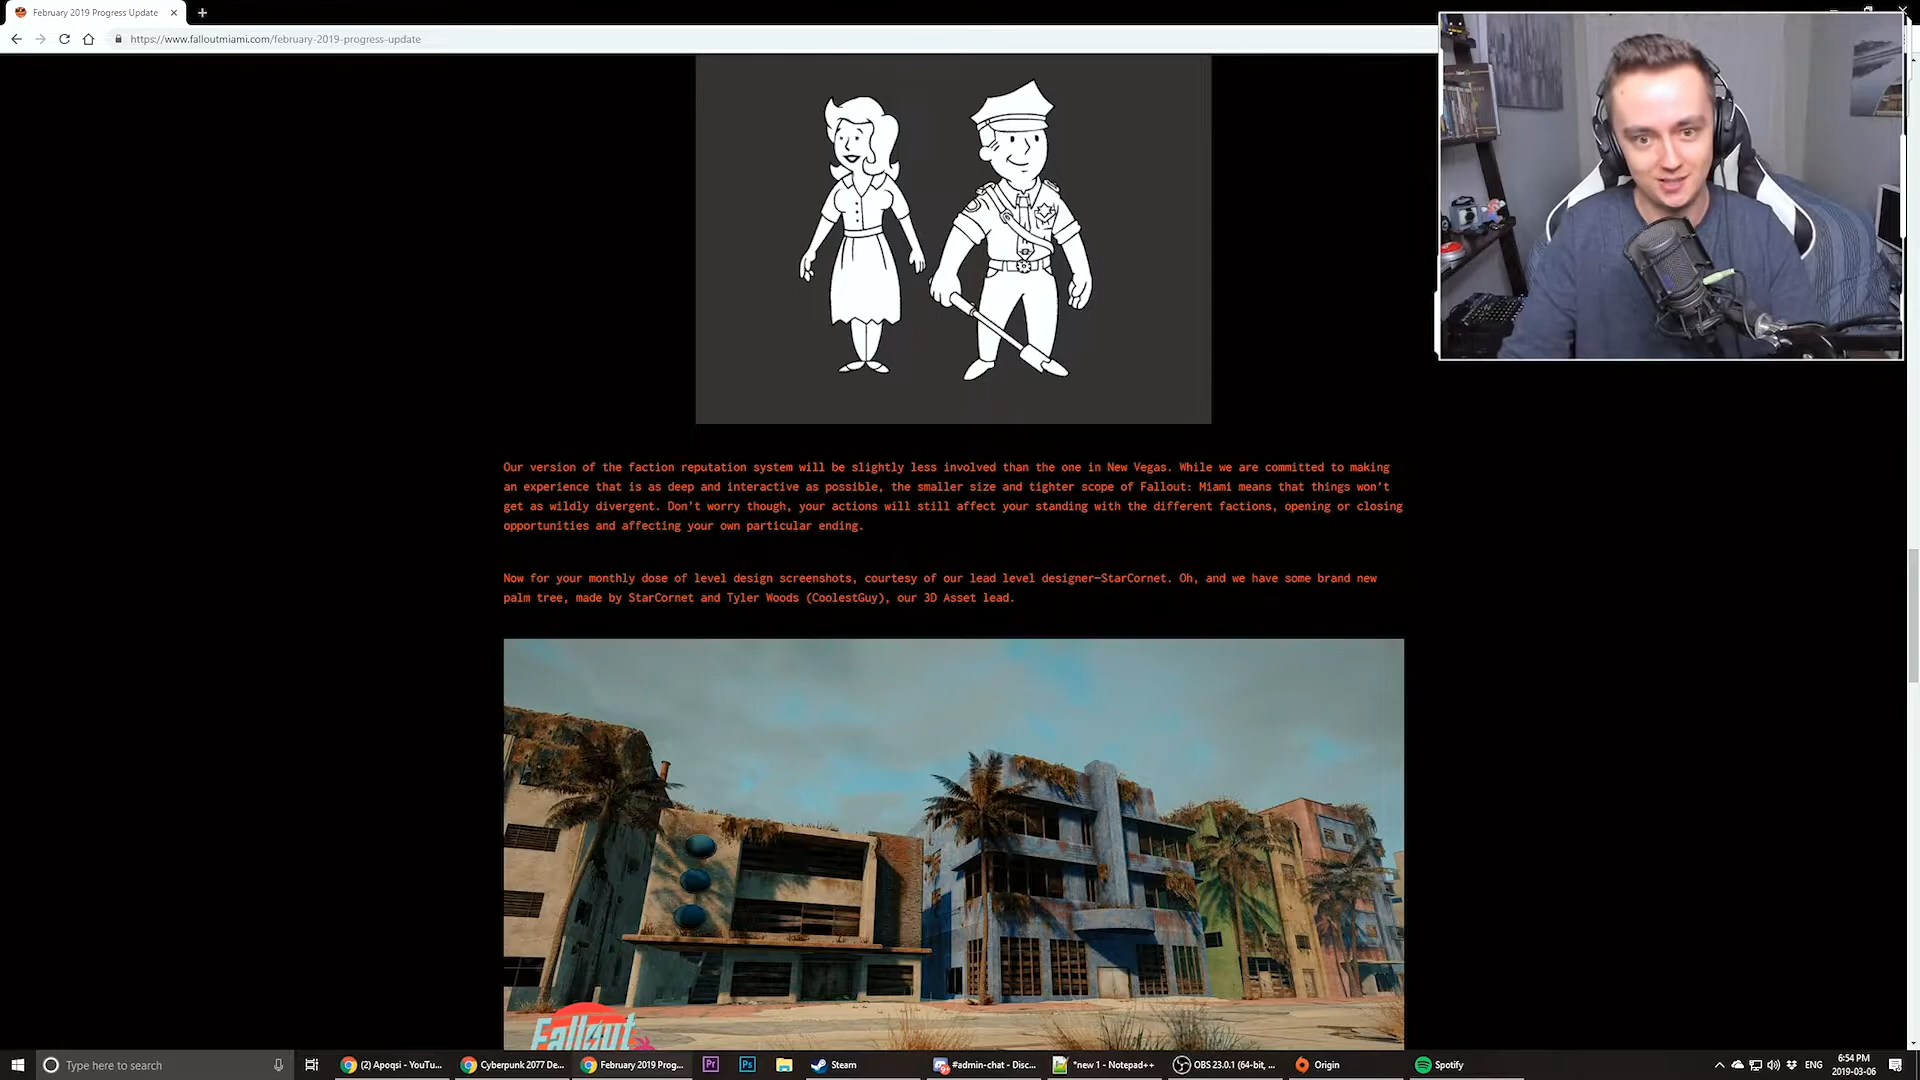 February 2019 Progress Update
https://www.falloutmiami.com/february-2019-progress-update
Our version of the faction reputation system will be slightly less involved than the one in New Vegas. While we are committed to making
an experience that is as deep and interactive as possible, the smaller size and tighter scope of Fallout: Miami means that things won't
get as wildly divergent. Don't worry though, your actions will still affect your standing with the different factions, opening or closing
opportunities and affecting your own particular ending.
Now for your monthly dose of level design screenshots, courtesy of our lead level designer—StarCornet. Oh, and we have some brand new
palm tree, made by StarCornet and Tyler Woods (CoolestGuy), our 3D Asset lead.
Fallout
Type here to search
(2) Apoqsi - YouTu...
Cyberpunk 2077 De...
February 2019 Prog...
Pr
Ps
Steam
#admin-chat - Disc...
*new 1 - Notepad++
OBS 23.0.1 (64-bit, ...
Origin
Spotify
ENG
6:54 PM
2019-03-06